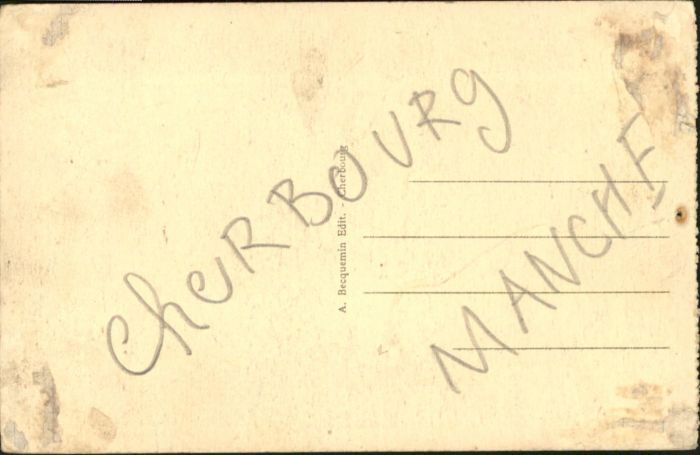 CheRBOURg
A. Becquemin Edit. - Cherbourg
MANCHE